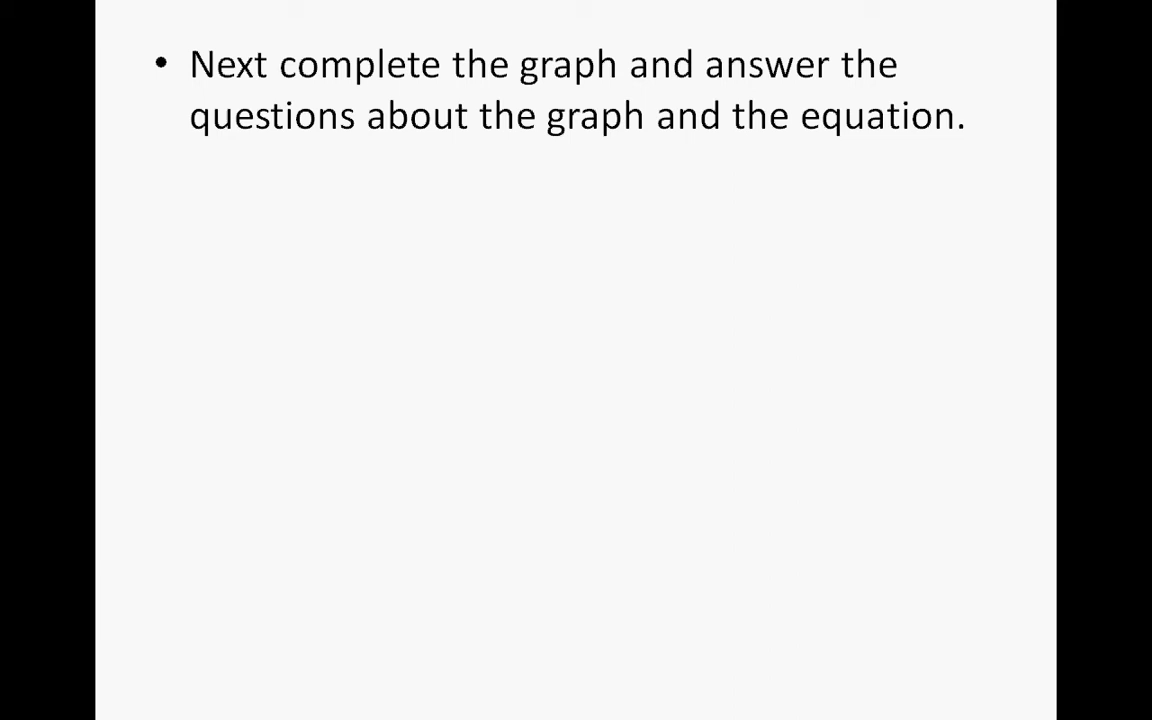 • Next complete the graph and answer the
questions about the graph and the equation.